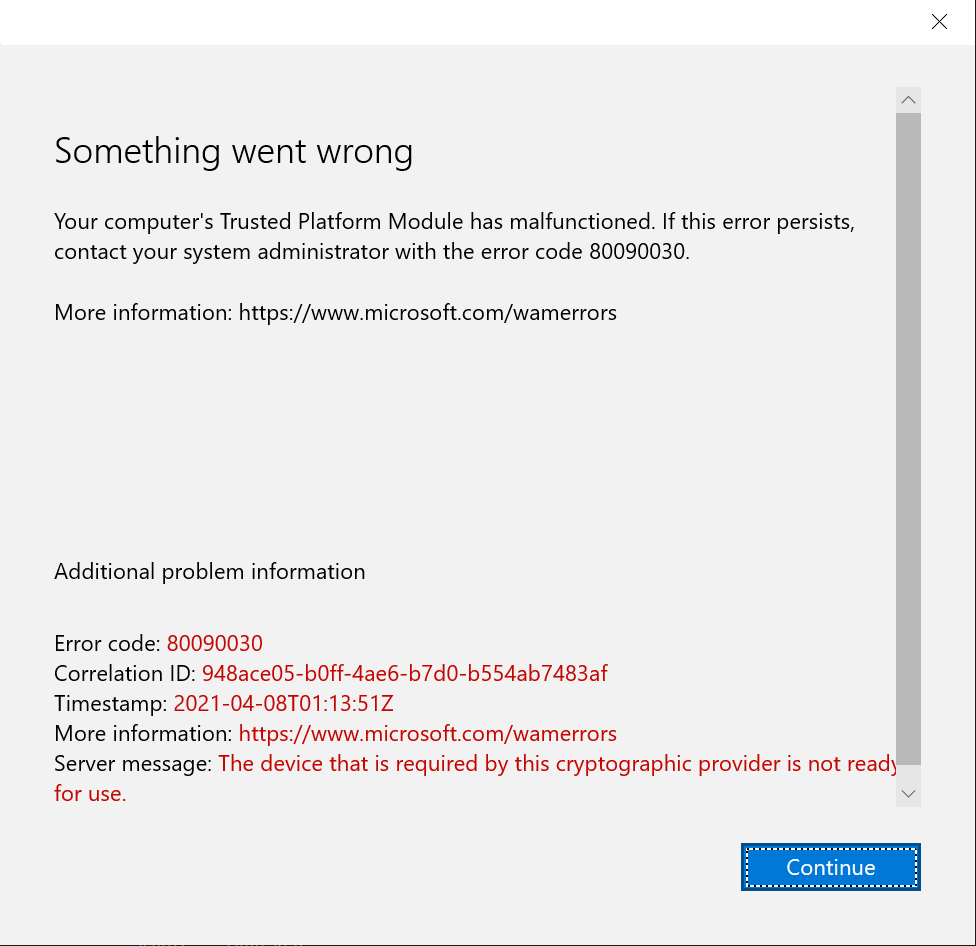 Something went wrong
Your computer's Trusted Platform Module has malfunctioned. If this error persists,
contact your system administrator with the error code 80090030.
More information: https://www.microsoft.com/wamerrors
Additional problem information
Error code: 80090030
Correlation ID: 948ace05-b0ff-4ae6-b7d0-b554ab7483af
Timestamp: 2021-04-08T01:13:51Z
More information: https://www.microsoft.com/wamerrors
Server message: The device that is required by this cryptographic provider is not ready
for use.
Continue